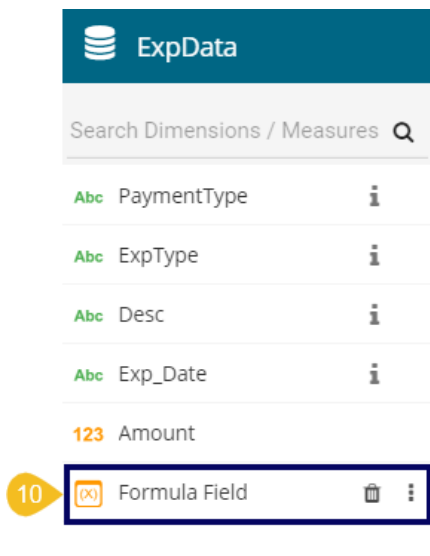 ExpData
Search Dimensions / Measures
Abc PaymentType i
Abc ExpType i
Abc Desc i
Abc Exp_Date i
123 Amount
10 (X) Formula Field